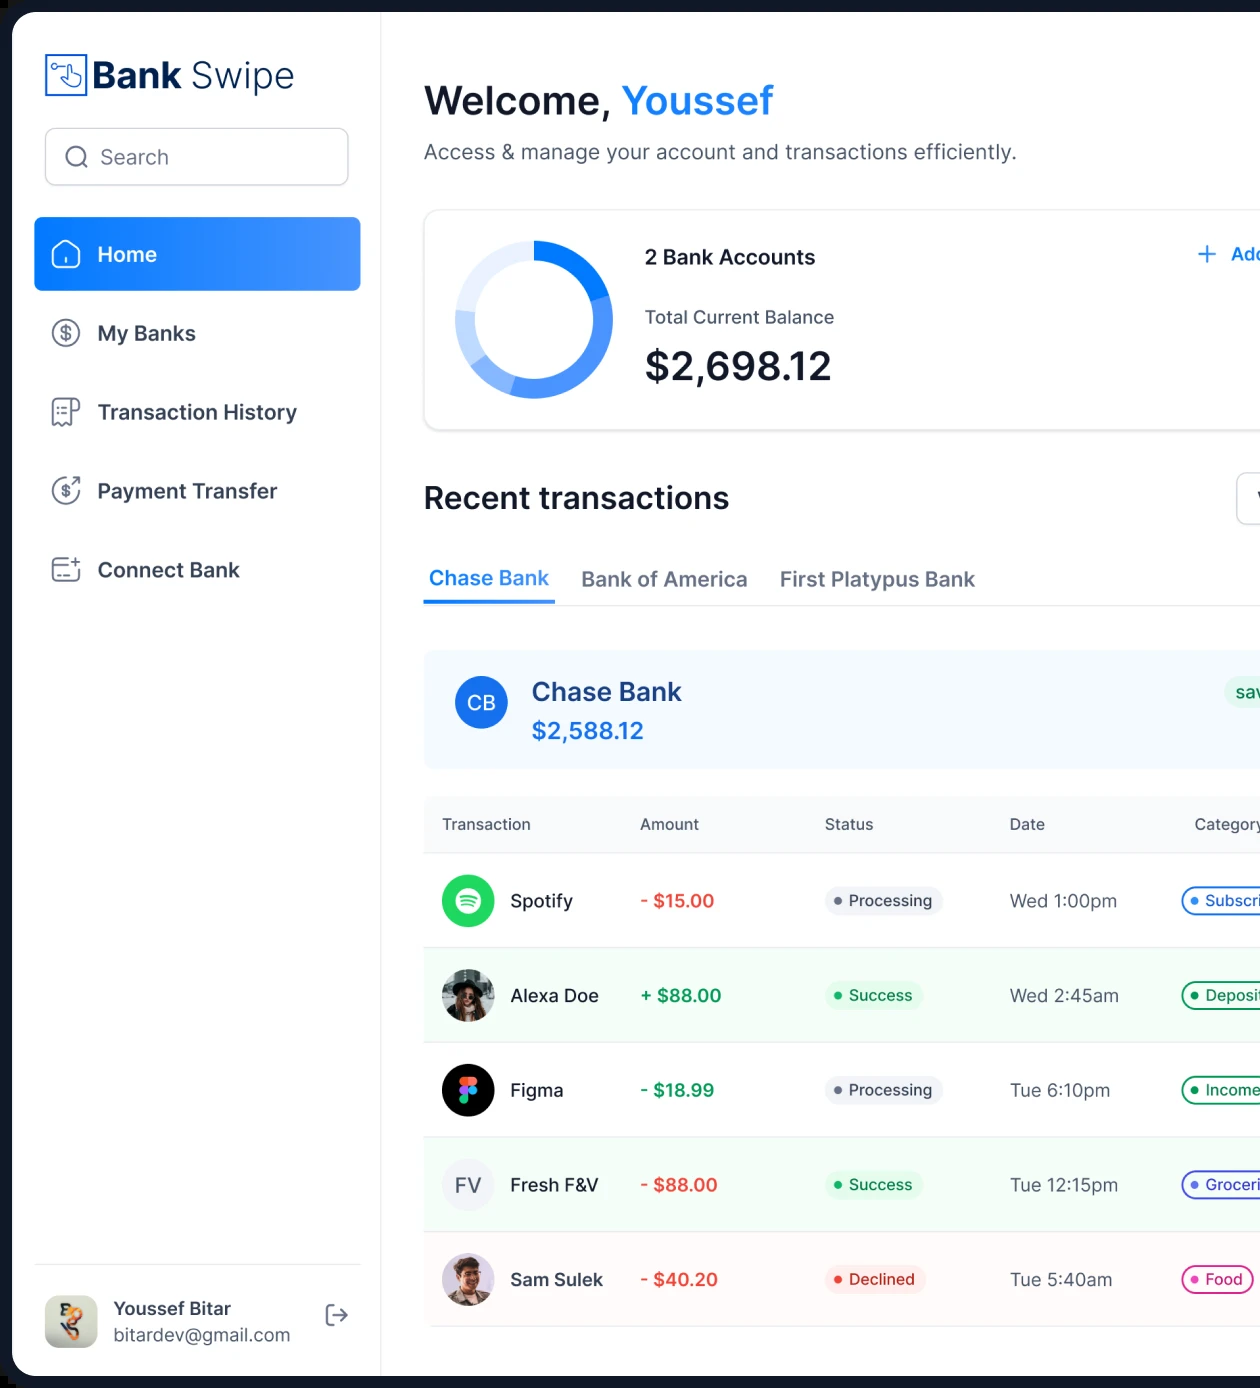 Bank Swipe
Search
Home
My Banks
Transaction History
Payment Transfer
Connect Bank
Youssef Bitar
bitardev@gmail.com
Welcome, Youssef
Access & manage your account and transactions efficiently.
2 Bank Accounts
Total Current Balance
$2,698.12
Recent transactions
Chase Bank Bank of America First Platypus Bank
CB
Chase Bank
$2,588.12
Transaction Amount Status Date Category
Spotify - $15.00 Processing Wed 1:00pm
Alexa Doe + $88.00 Success Wed 2:45am Deposit
Figma - $18.99 Processing Tue 6:10pm Income
FV Fresh F&V - $88.00 Success Tue 12:15pm
Sam Sulek - $40.20 Declined Tue 5:40am Food